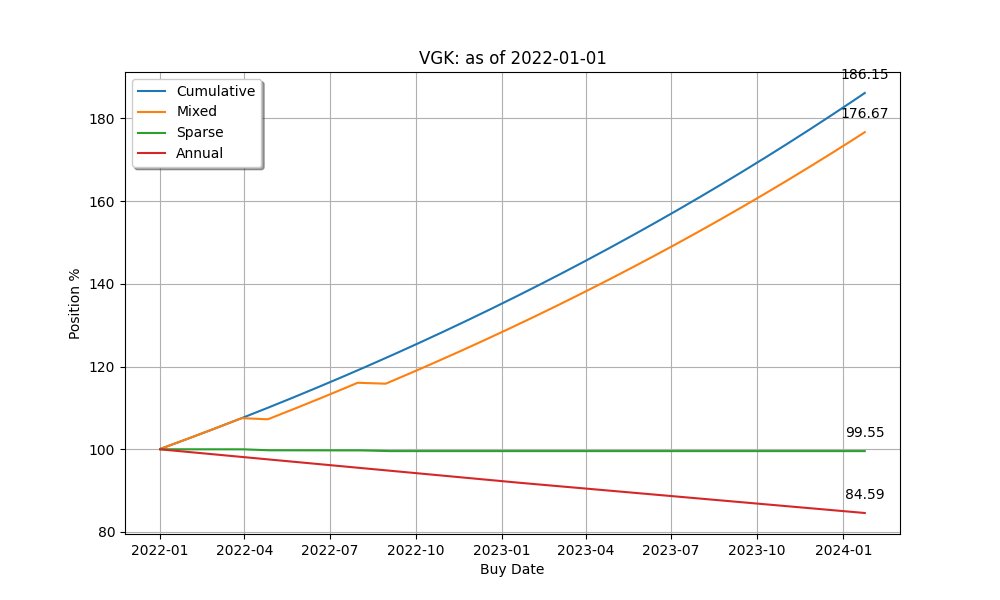 VGK: as of 2022-01-01
Cumulative
Mixed
Sparse
Annual
186.15
176.67
99.55
84.59
180
160
140
120
100
80
Position %
2022-01 2022-04 2022-07 2022-10 2023-01 2023-04 2023-07 2023-10 2024-01
Buy Date